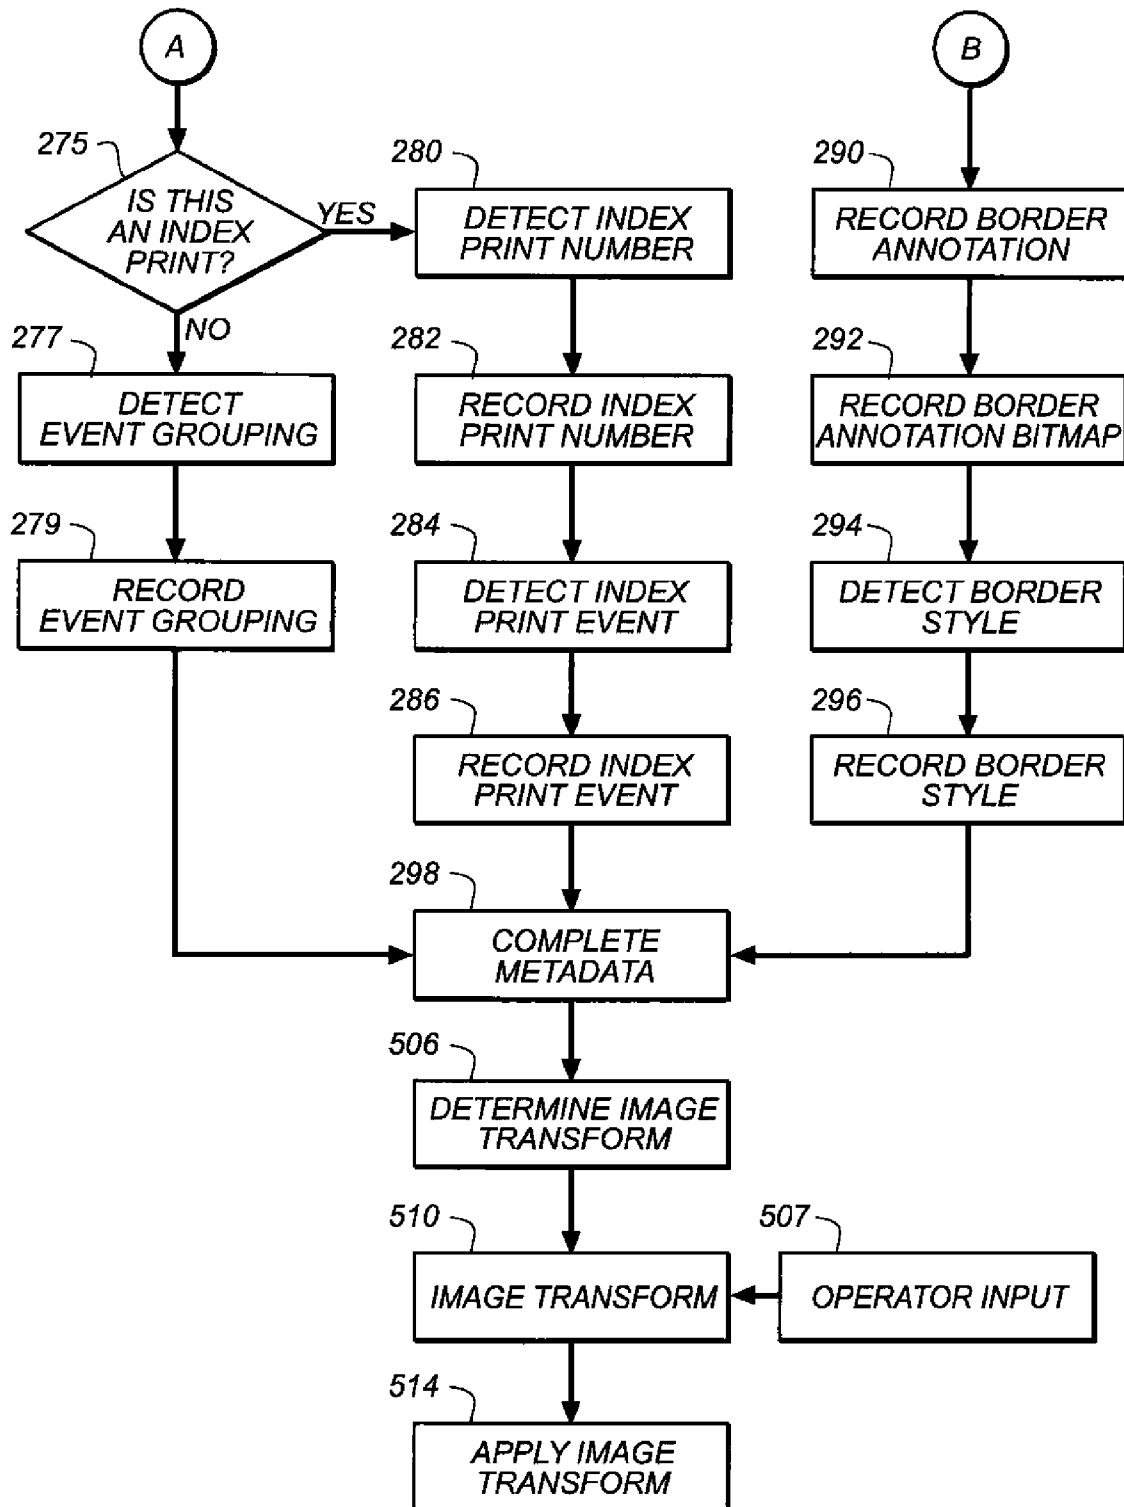 A
B
275
IS THIS
AN INDEX
PRINT?
YES
NO
280
DETECT INDEX
PRINT NUMBER
290
RECORD BORDER
ANNOTATION
277
DETECT
EVENT GROUPING
282
RECORD INDEX
PRINT NUMBER
292
RECORD BORDER
ANNOTATION BITMAP
279
RECORD
EVENT GROUPING
284
DETECT INDEX
PRINT EVENT
294
DETECT BORDER
STYLE
286
RECORD INDEX
PRINT EVENT
296
RECORD BORDER
STYLE
298
COMPLETE
METADATA
506
DETERMINE IMAGE
TRANSFORM
510
IMAGE TRANSFORM
507
OPERATOR INPUT
514
APPLY IMAGE
TRANSFORM